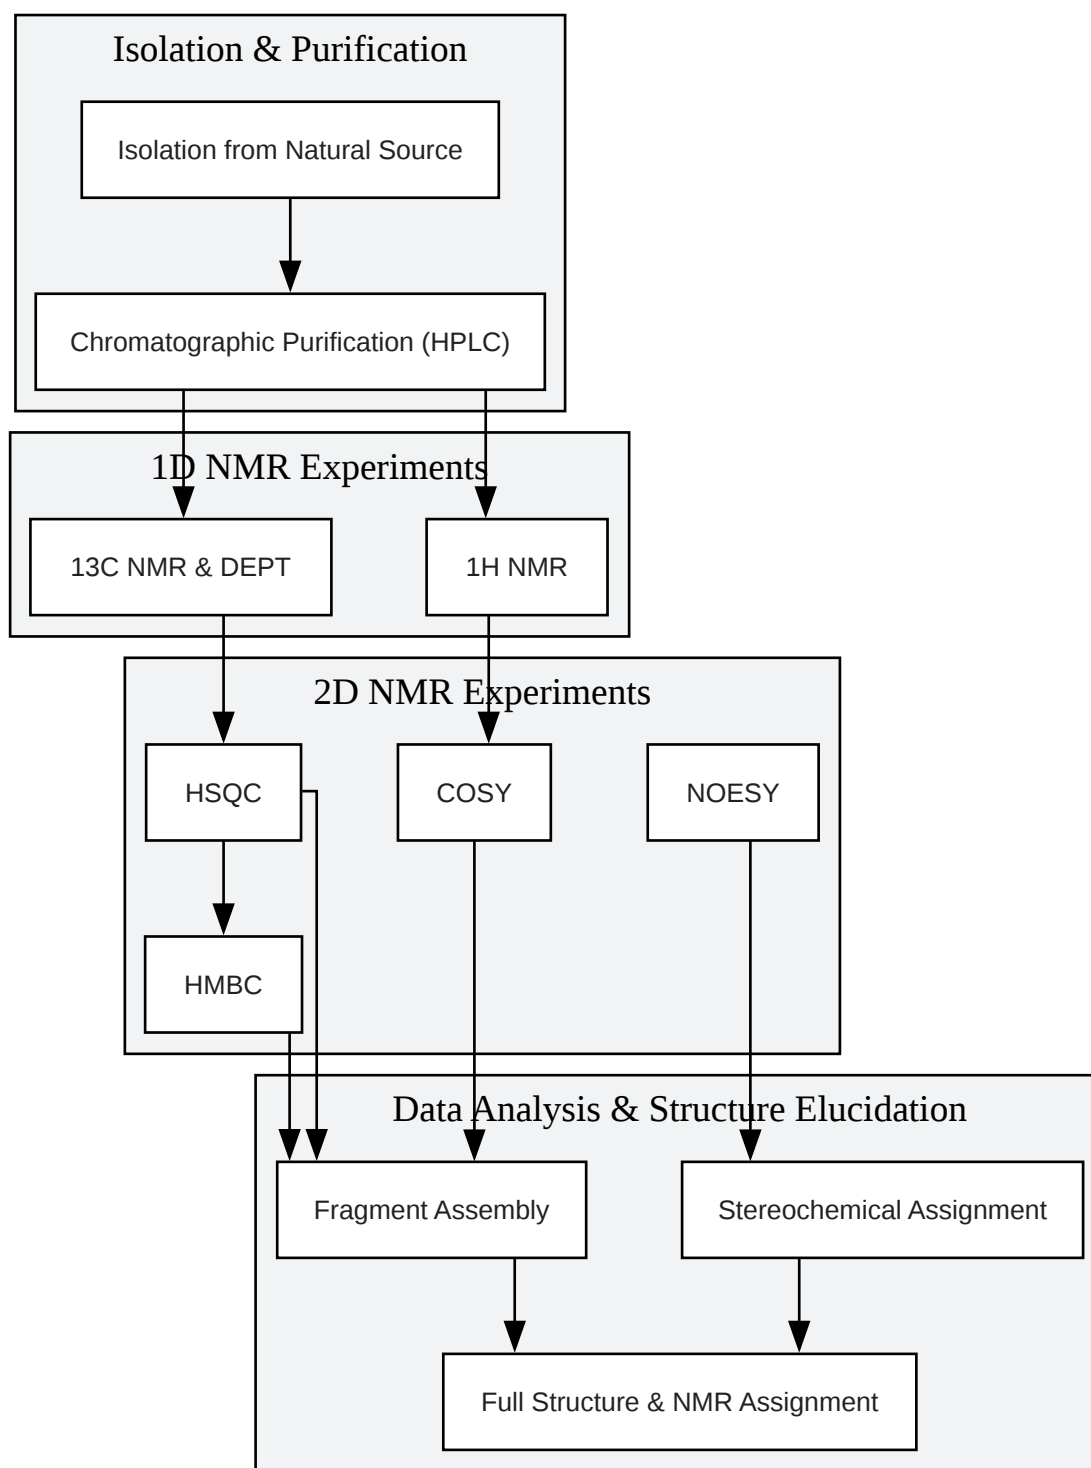 Isolation & Purification
Isolation from Natural Source
Chromatographic Purification (HPLC)
1D NMR Experiments
13C NMR & DEPT
1H NMR
2D NMR Experiments
HSQC
COSY
NOESY
HMBC
Data Analysis & Structure Elucidation
Fragment Assembly
Stereochemical Assignment
Full Structure & NMR Assignment